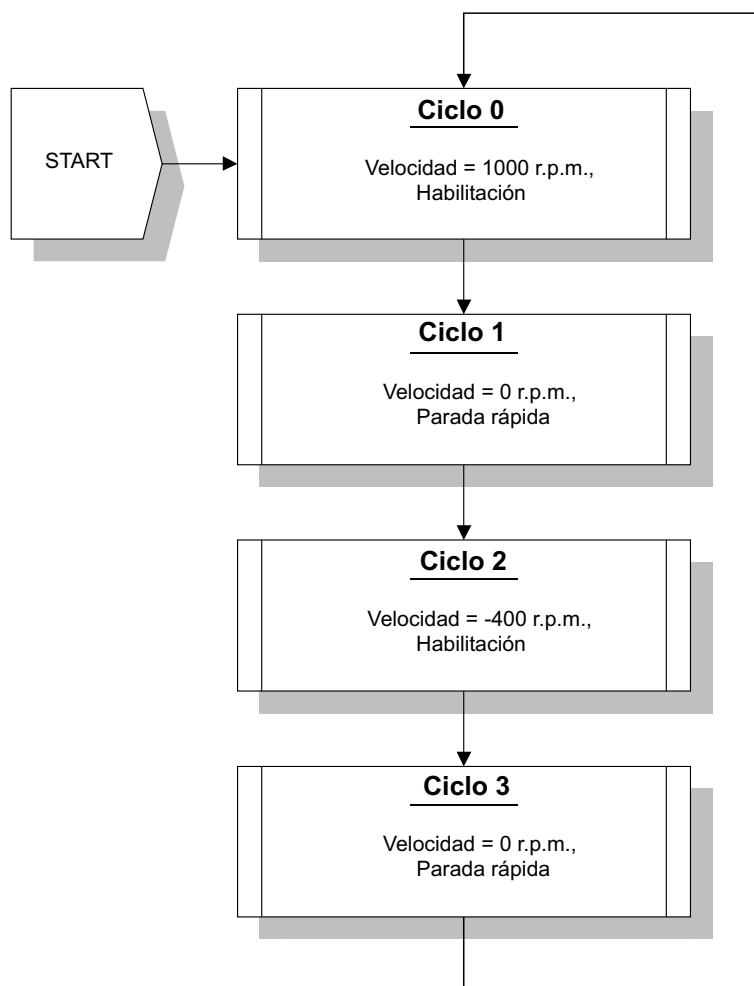 START
Ciclo 0
Velocidad = 1000 r.p.m.,
Habilitación
Ciclo 1
Velocidad = 0 r.p.m.,
Parada rápida
Ciclo 2
Velocidad = -400 r.p.m.,
Habilitación
Ciclo 3
Velocidad = 0 r.p.m.,
Parada rápida